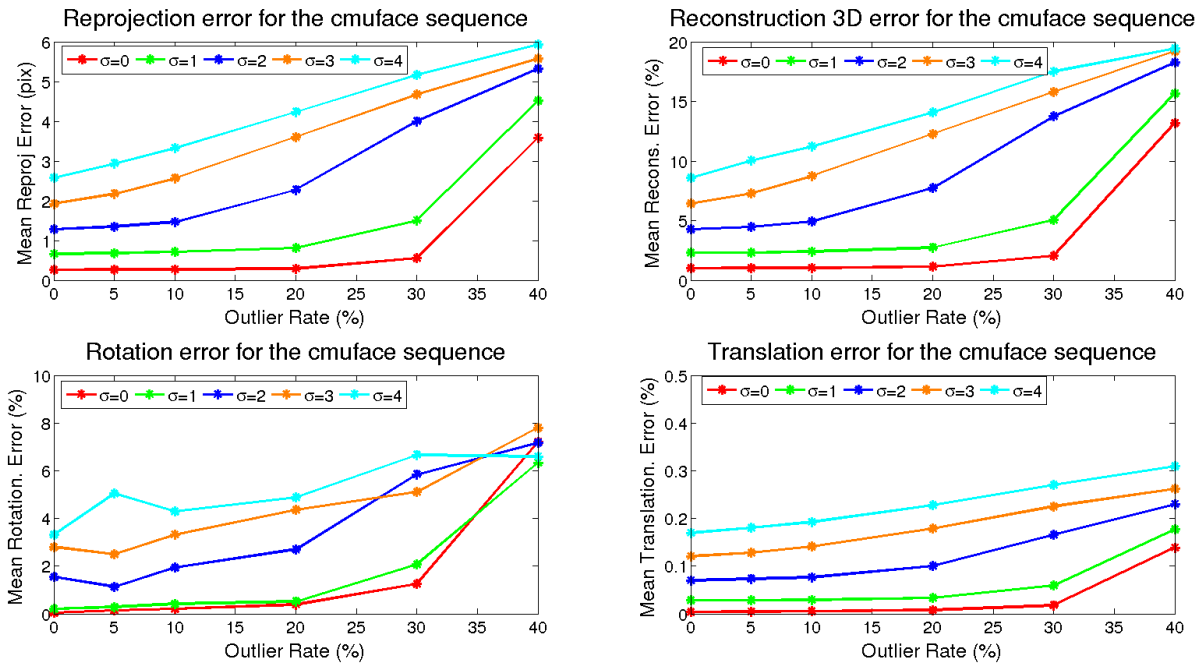 Reprojection error for the cmuface sequence
Mean Reproj Error (pix)
6
5
4
3
2
1
0
σ=0 σ=1 σ=2 σ=3 σ=4
0 5 10 15 20 25 30 35 40
Outlier Rate (%)
Reconstruction 3D error for the cmuface sequence
Mean Recons. Error (%)
20
15
10
5
0
σ=0 σ=1 σ=2 σ=3 σ=4
0 5 10 15 20 25 30 35 40
Outlier Rate (%)
Rotation error for the cmuface sequence
Mean Rotation. Error (%)
10
8
6
4
2
0
σ=0 σ=1 σ=2 σ=3 σ=4
0 5 10 15 20 25 30 35 40
Outlier Rate (%)
Translation error for the cmuface sequence
Mean Translation. Error (%)
0.5
0.4
0.3
0.2
0.1
0
σ=0 σ=1 σ=2 σ=3 σ=4
0 5 10 15 20 25 30 35 40
Outlier Rate (%)